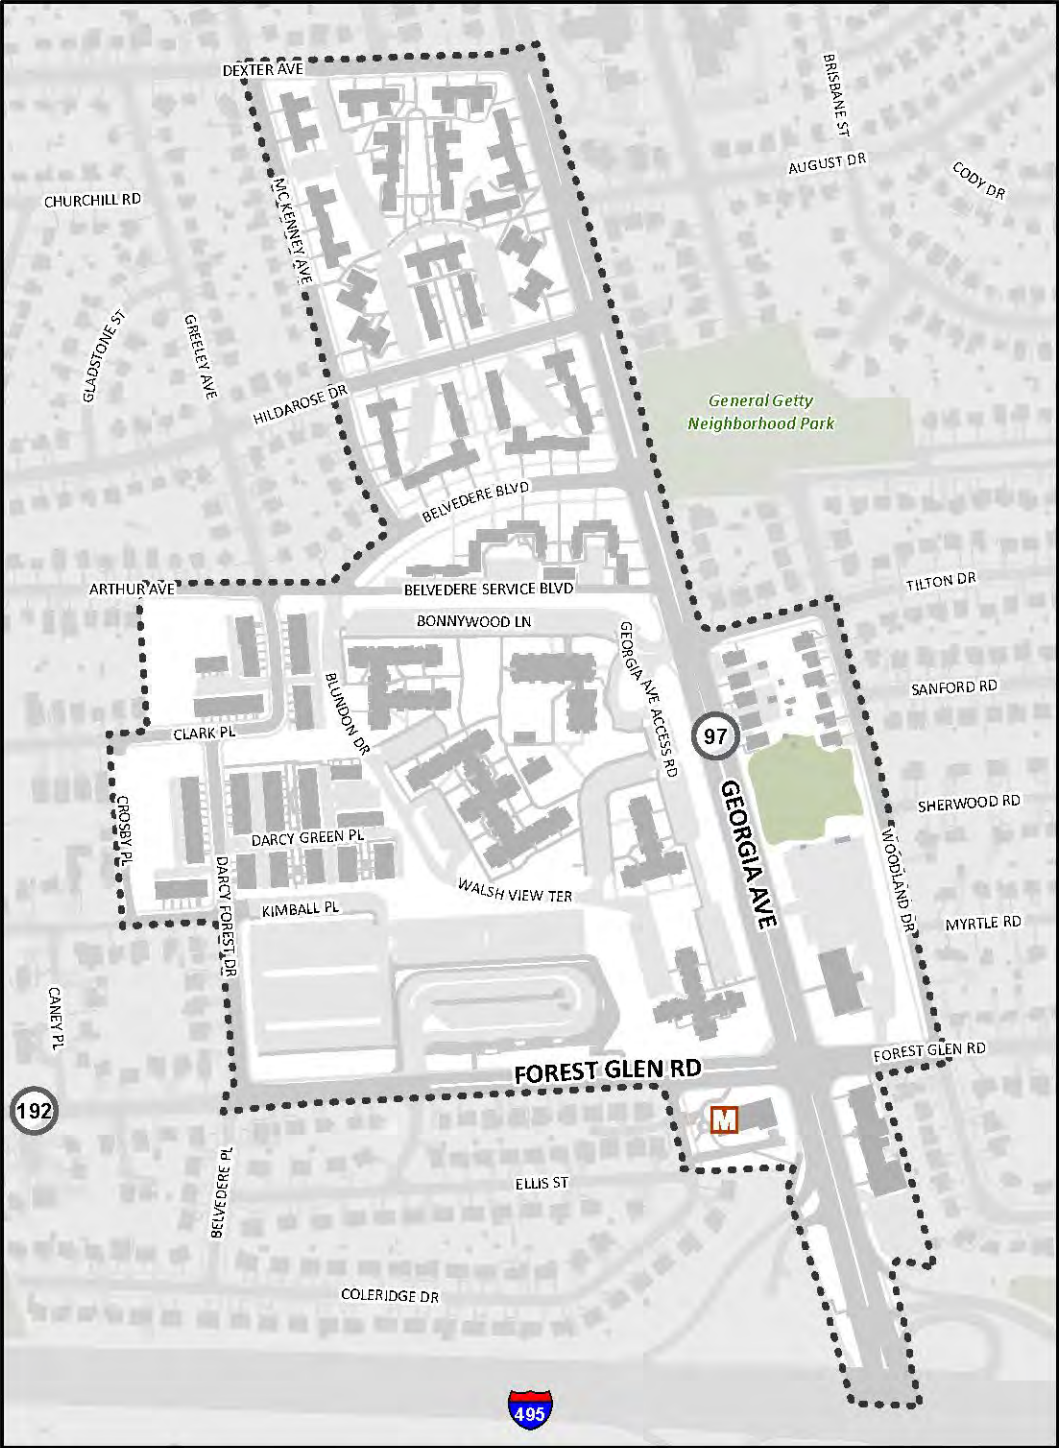 DEXTER AVE
BRISBANE ST
AUGUST DR
CODY DR
CHURCHILL RD
MC KENNEY AVE
GLADSTONE ST
GREELEY AVE
HILDAROSE DR
General Getty
Neighborhood Park
BELVEDERE BLVD
ARTHUR AVE
BELVEDERE SERVICE BLVD
TILTON DR
BONNYWOOD LN
GEORGIA AVE ACCESS RD
BLUNDON DR
SANFORD RD
CLARK PL
97
GEORGIA AVE
CROSBY PL
SHERWOOD RD
DARCY GREEN PL
DARCY FOREST DR
WOODLAND DR
WALSH VIEW TER
KIMBALL PL
MYRTLE RD
CANEY PL
FOREST GLEN RD
FOREST GLEN RD
192
M
BELVEDERE PL
ELLIS ST
COLERIDGE DR
495